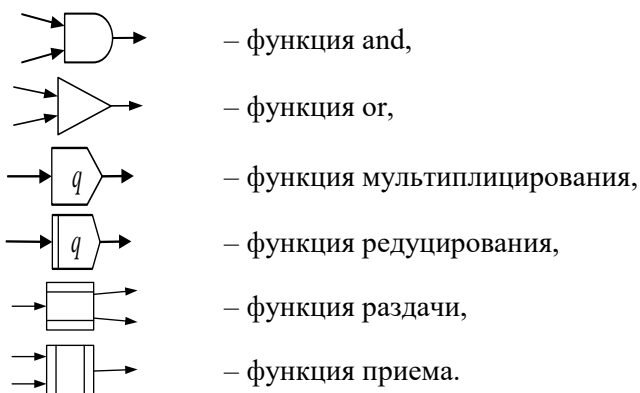 – функция and,
– функция or,
q – функция мультиплицирования,
q – функция редуцирования,
– функция раздачи,
– функция приема.